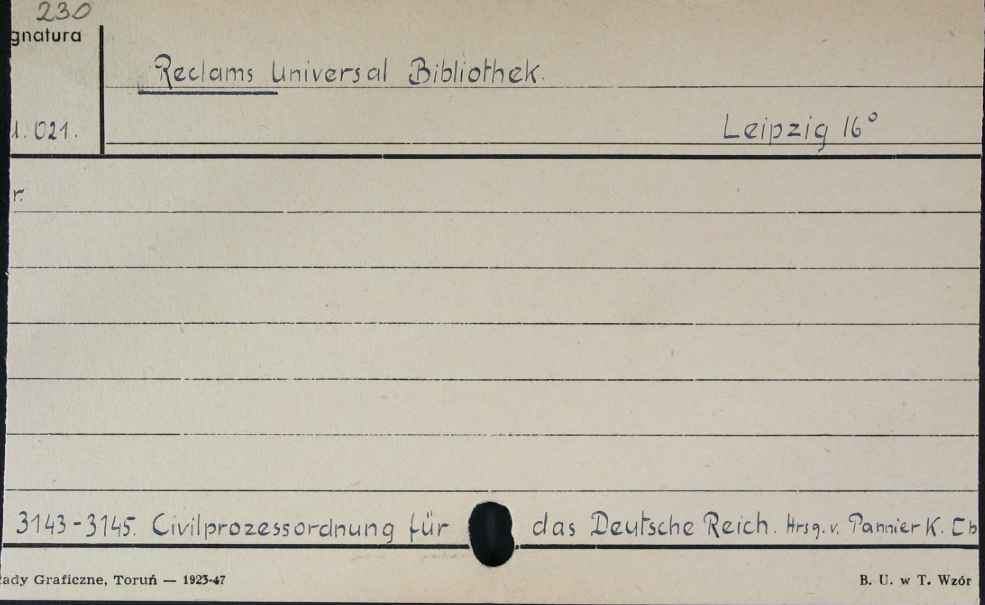 230
gnatura
Reclams Universal Bibliothek.
1. 021.
Leipzig 16°
r.
3143-3145. Civilprozessordnung für das Deutsche Reich. Hrsg. v. Pannier K.
ady Graficzne, Toruń — 1923-47
B. U. w T. Wzór